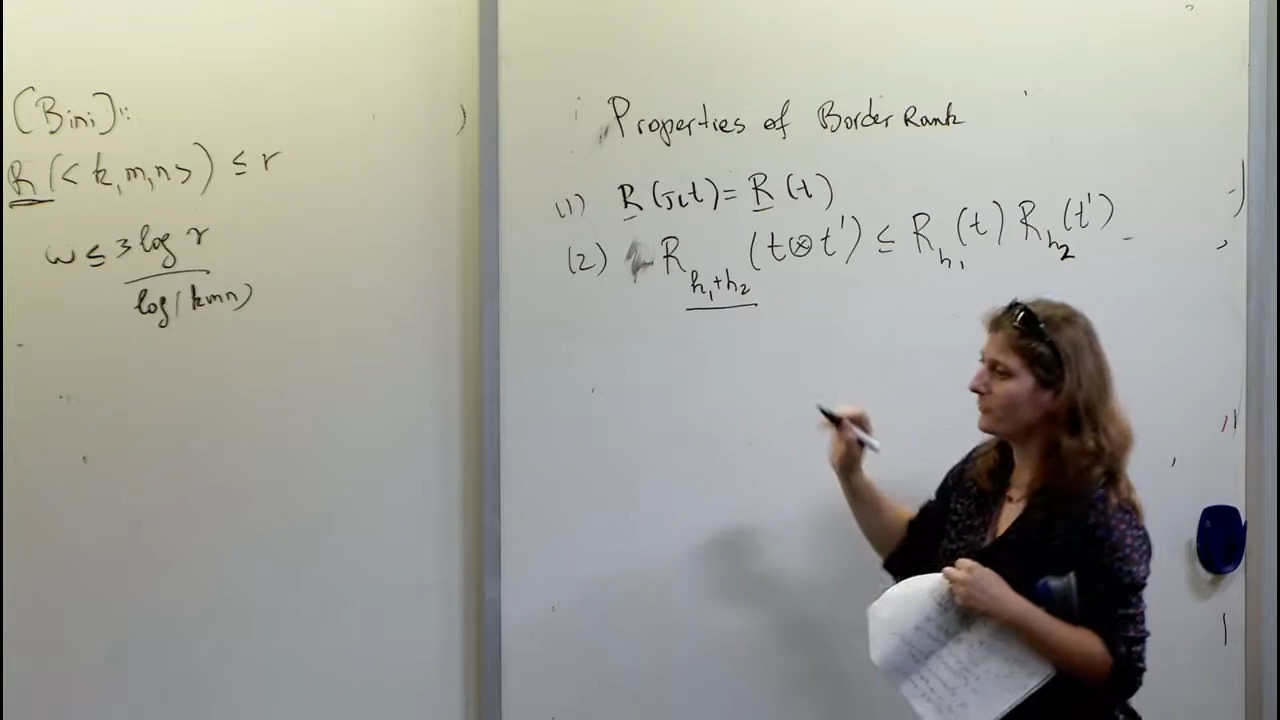 (Bini):
R(<k,m,n>) ≤ r
ω ≤ 3 log r
log(kmn)
Properties of Border Rank
(1) R(πt) = R(t)
(2) R_{h₁+h₂}(t⊗t') ≤ R_{h₁}(t) R_{h₂}(t')